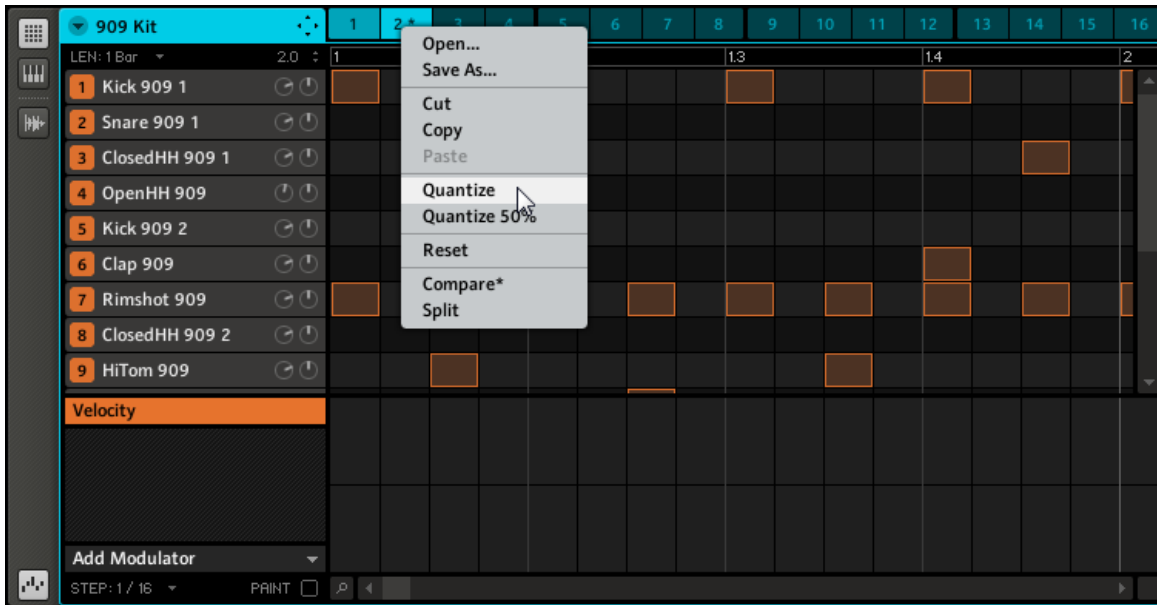 909 Kit 1 2* 3 4 5 6 7 8 9 10 11 12 13 14 15 16
LEN: 1 Bar 2.0 1 1.3 1.4 2
1 Kick 909 1
2 Snare 909 1
3 ClosedHH 909 1
4 OpenHH 909
5 Kick 909 2
6 Clap 909
7 Rimshot 909
8 ClosedHH 909 2
9 HiTom 909
Open...
Save As...
Cut
Copy
Paste
Quantize
Quantize 50%
Reset
Compare*
Split
Velocity
Add Modulator
STEP: 1 / 16 PAINT